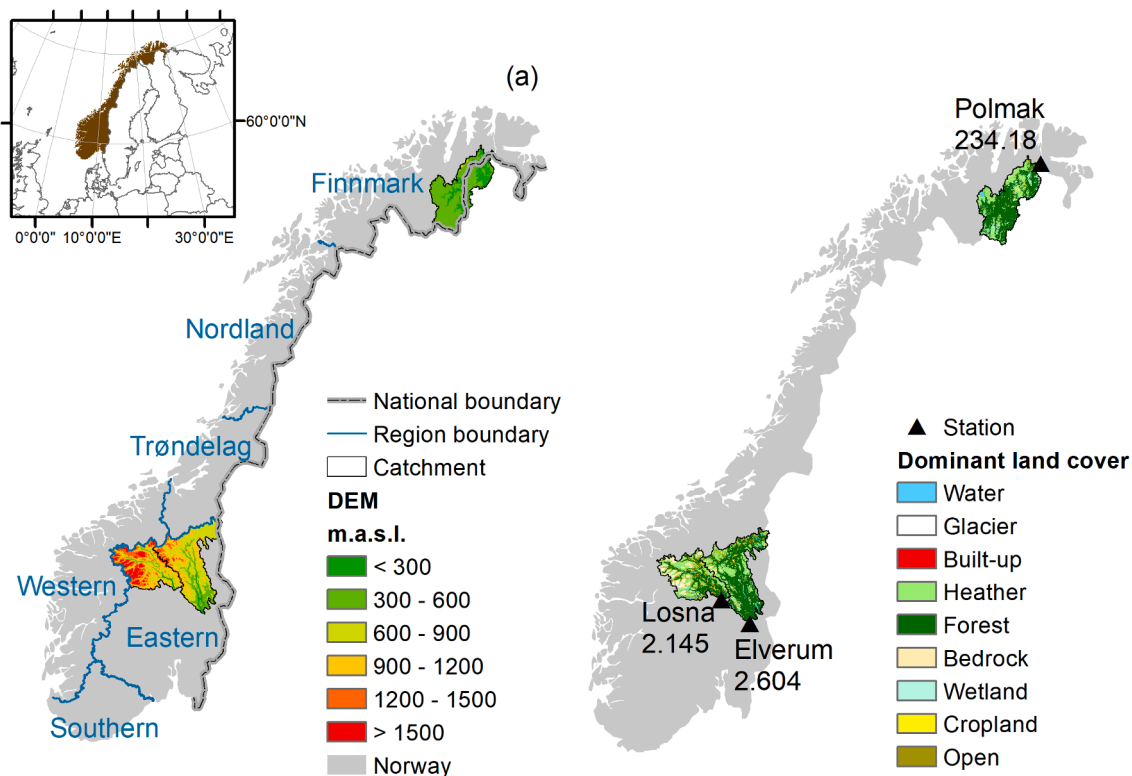 (a)
60°0'0"N
0°0'0"
10°0'0"E
30°0'0"E
Finnmark
Nordland
Trøndelag
Western
Eastern
Southern
National boundary
Region boundary
Catchment
DEM
m.a.s.l.
< 300
300 - 600
600 - 900
900 - 1200
1200 - 1500
> 1500
Norway
Polmak
234.18
Losna
2.145
Elverum
2.604
Station
Dominant land cover
Water
Glacier
Built-up
Heather
Forest
Bedrock
Wetland
Cropland
Open